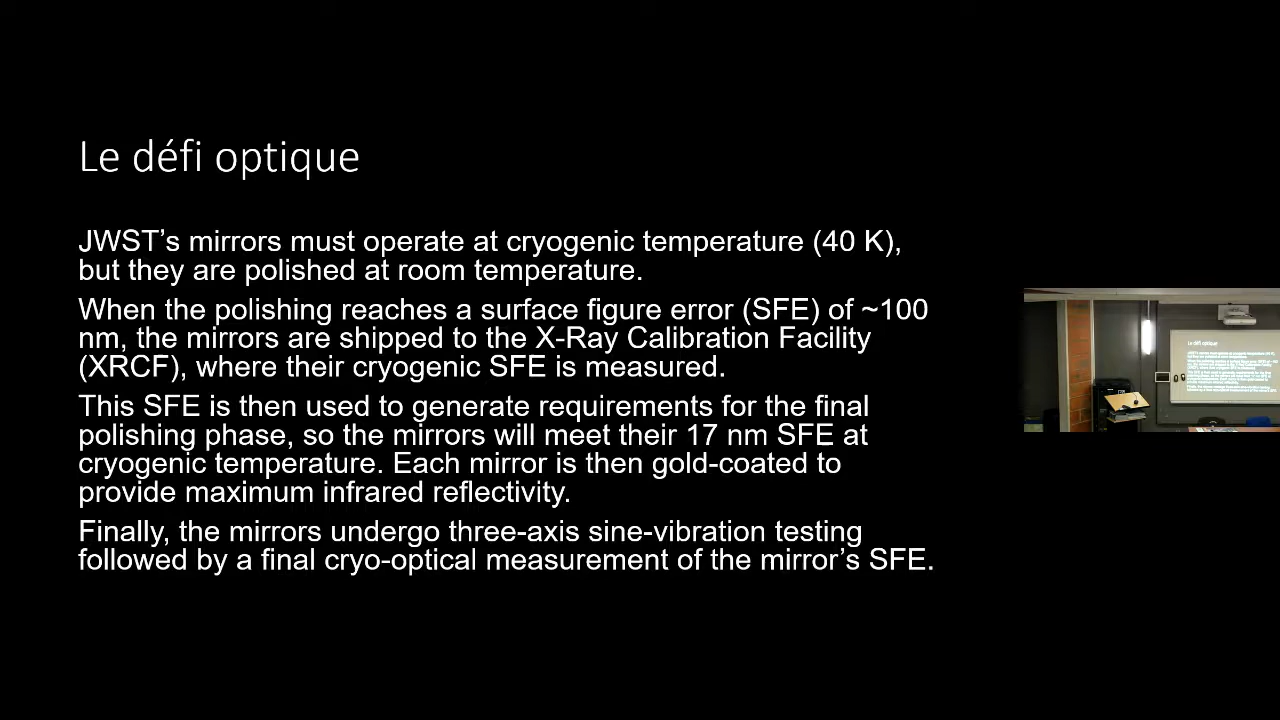 Le défi optique
JWST’s mirrors must operate at cryogenic temperature (40 K),
but they are polished at room temperature.
When the polishing reaches a surface figure error (SFE) of ~100
nm, the mirrors are shipped to the X-Ray Calibration Facility
(XRCF), where their cryogenic SFE is measured.
This SFE is then used to generate requirements for the final
polishing phase, so the mirrors will meet their 17 nm SFE at
cryogenic temperature. Each mirror is then gold-coated to
provide maximum infrared reflectivity.
Finally, the mirrors undergo three-axis sine-vibration testing
followed by a final cryo-optical measurement of the mirror’s SFE.
Le défi optique